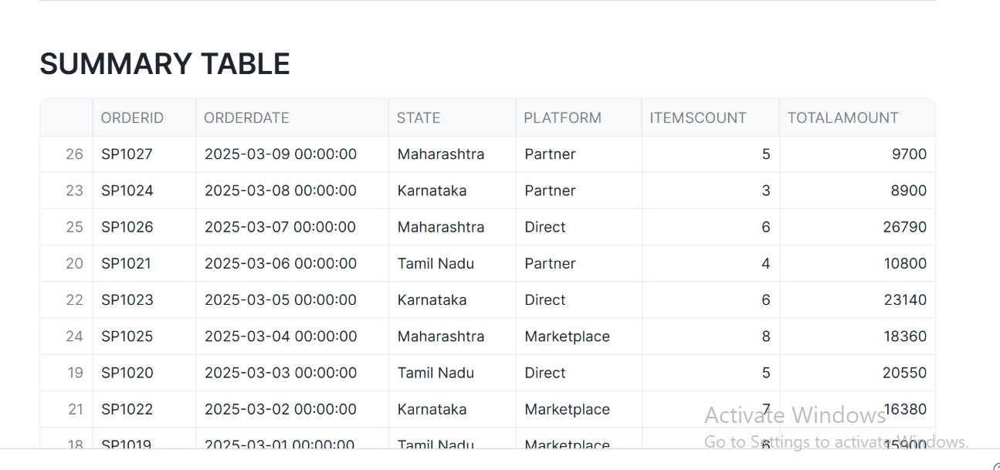 SUMMARY TABLE
ORDERID ORDERDATE STATE PLATFORM ITEMSCOUNT TOTALAMOUNT
26 SP1027 2025-03-09 00:00:00 Maharashtra Partner 5 9700
23 SP1024 2025-03-08 00:00:00 Karnataka Partner 3 8900
25 SP1026 2025-03-07 00:00:00 Maharashtra Direct 6 26790
20 SP1021 2025-03-06 00:00:00 Tamil Nadu Partner 4 10800
22 SP1023 2025-03-05 00:00:00 Karnataka Direct 6 23140
24 SP1025 2025-03-04 00:00:00 Maharashtra Marketplace 8 18360
19 SP1020 2025-03-03 00:00:00 Tamil Nadu Direct 5 20550
21 SP1022 2025-03-02 00:00:00 Karnataka Marketplace 7 16380
Activate Windows
18 SP1019 2025-03-01 00:00:00 Tamil Nadu Marketplace 6 15900
Go to Settings to activate Windows.